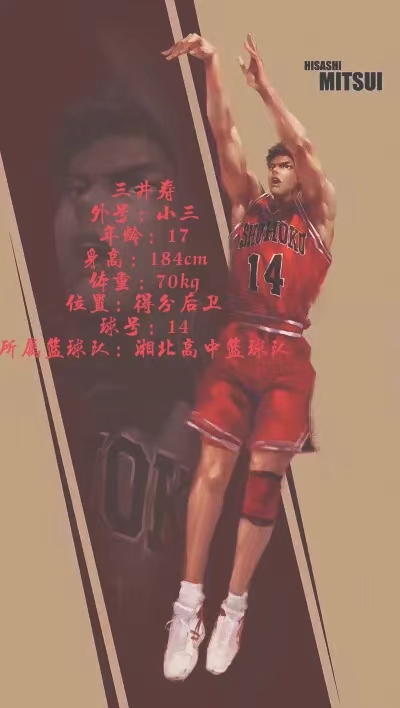 HISASHI
MITSUI
三井寿
外号：小三
年龄：17
身高：184cm
体重：70kg
位置：得分后卫
球号：14
所属篮球队：湘北高中篮球队
SHOHOKU
14
HOK